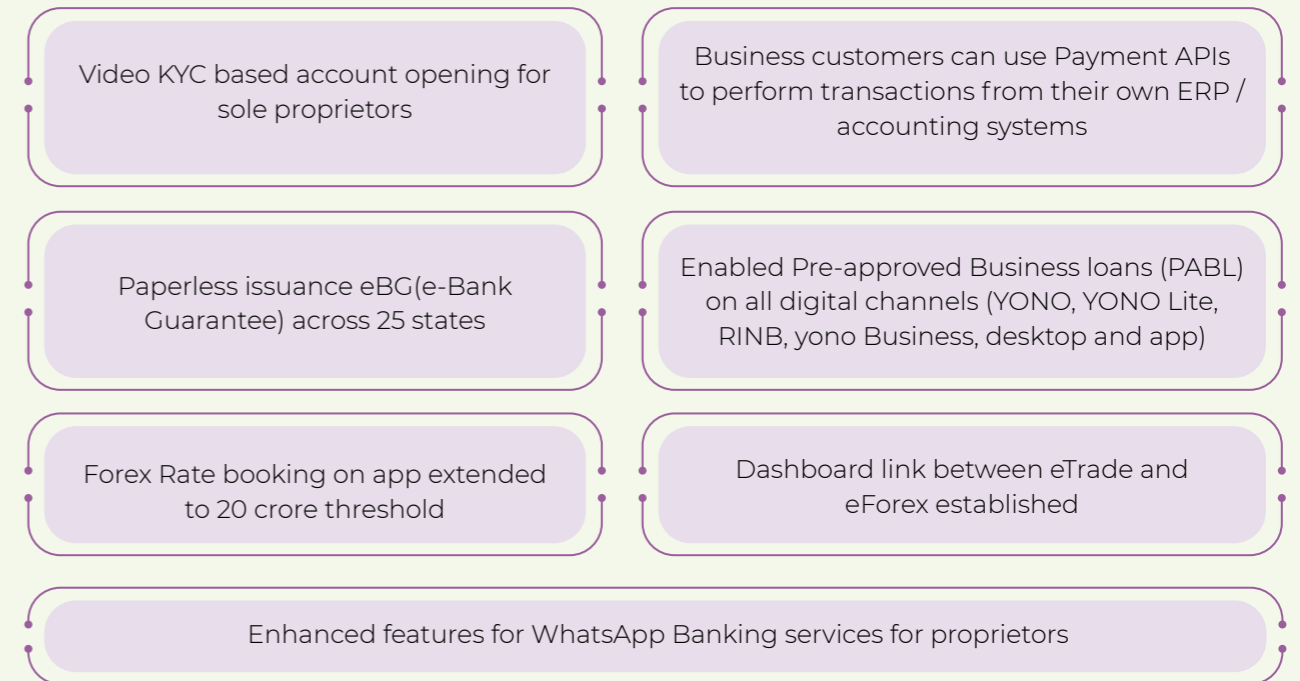 Video KYC based account opening for
sole proprietors
Business customers can use Payment APIs
to perform transactions from their own ERP /
accounting systems
Paperless issuance eBG(e-Bank
Guarantee) across 25 states
Enabled Pre-approved Business loans (PABL)
on all digital channels (YONO, YONO Lite,
RINB, yono Business, desktop and app)
Forex Rate booking on app extended
to 20 crore threshold
Dashboard link between eTrade and
eForex established
Enhanced features for WhatsApp Banking services for proprietors